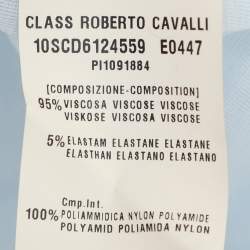 CLASS ROBERTO CAVALLI
10SCD6124559 E0447
PI1091884
[COMPOSIZIONE-COMPOSITION]
95% VISCOSA VISCOSE VISCOSE
VISKOSE VISKOSE VISCOSA
5% ELASTAM ELASTANE ELASTANE
ELASTHAN ELASTANO ELASTANO
Cmp.Int.
100% POLIAMMIDICA NYLON POLYAMIDE
POLYAMID POLIAMIDA NYLON